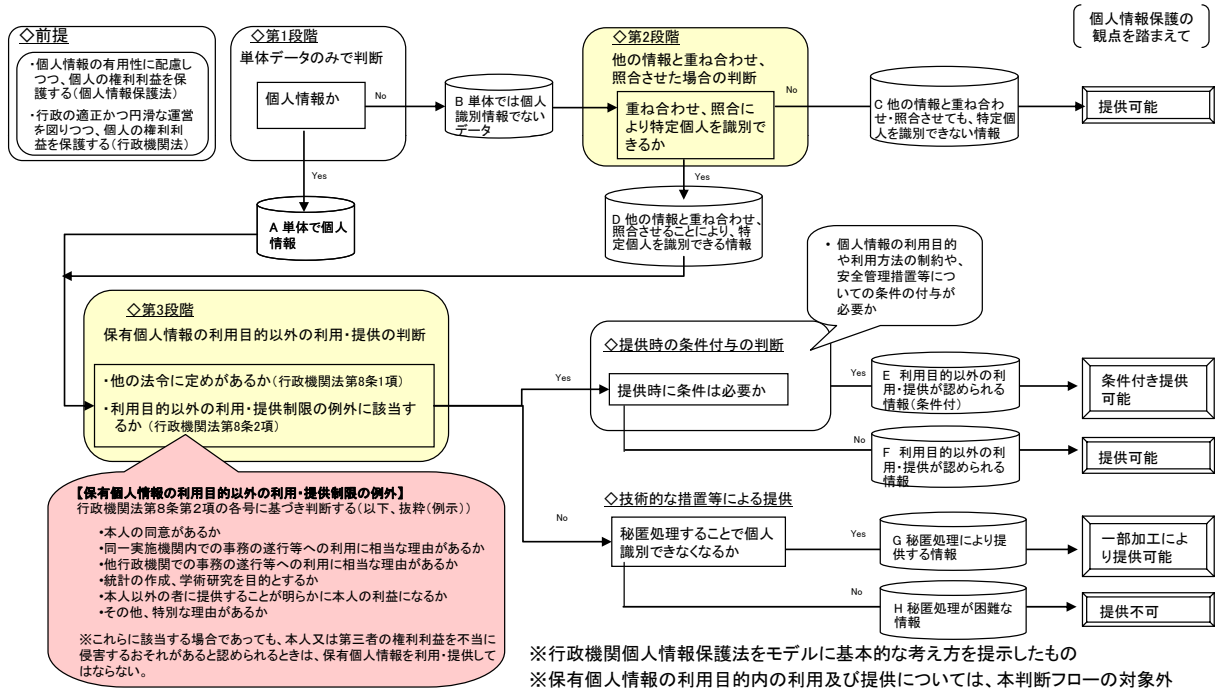 ◇前提
・個人情報の有用性に配慮
しつつ、個人の権利利益を保
護する(個人情報保護法)
・行政の適正かつ円滑な運営
を図りつつ、個人の権利利
益を保護する(行政機関法)
◇第1段階
単体データのみで判断
個人情報か
No
Yes
B 単体では個人
識別情報でない
データ
◇第2段階
他の情報と重ね合わせ、
照合させた場合の判断
重ね合わせ、照合に
より特定個人を識別で
きるか
No
Yes
C 他の情報と重ね合わ
せ・照合させても、特定個
人を識別できない情報
個人情報保護の
観点を踏まえて
提供可能
A 単体で個人
情報
D 他の情報と重ね合わせ、
照合させることにより、特
定個人を識別できる情報
・ 個人情報の利用目的
や利用方法の制約や、
安全管理措置等につ
いての条件の付与が
必要か
◇第3段階
保有個人情報の利用目的以外の利用・提供の判断
・他の法令に定めがあるか(行政機関法第8条1項)
・利用目的以外の利用・提供制限の例外に該当す
るか (行政機関法第8条2項)
Yes
No
◇提供時の条件付与の判断
提供時に条件は必要か
Yes
E 利用目的以外の利
用・提供が認められる
情報(条件付)
条件付き提供
可能
No
F 利用目的以外の利
用・提供が認められる
情報
提供可能
【保有個人情報の利用目的以外の利用・提供制限の例外】
行政機関法第8条第2項の各号に基づき判断する(以下、抜粋(例示))
・本人の同意があるか
・同一実施機関内での事務の遂行等への利用に相当な理由があるか
・他行政機関での事務の遂行等への利用に相当な理由があるか
・統計の作成、学術研究を目的とするか
・本人以外の者に提供することが明らかに本人の利益になるか
・その他、特別な理由があるか
※これらに該当する場合であっても、本人又は第三者の権利利益を不当に
侵害するおそれがあると認められるときは、保有個人情報を利用・提供して
はならない。
◇技術的な措置等による提供
秘匿処理することで個人
識別できなくなるか
Yes
G 秘匿処理により提
供する情報
一部加工によ
り提供可能
No
H 秘匿処理が困難な
情報
提供不可
※行政機関個人情報保護法をモデルに基本的な考え方を提示したもの
※保有個人情報の利用目的内の利用及び提供については、本判断フローの対象外